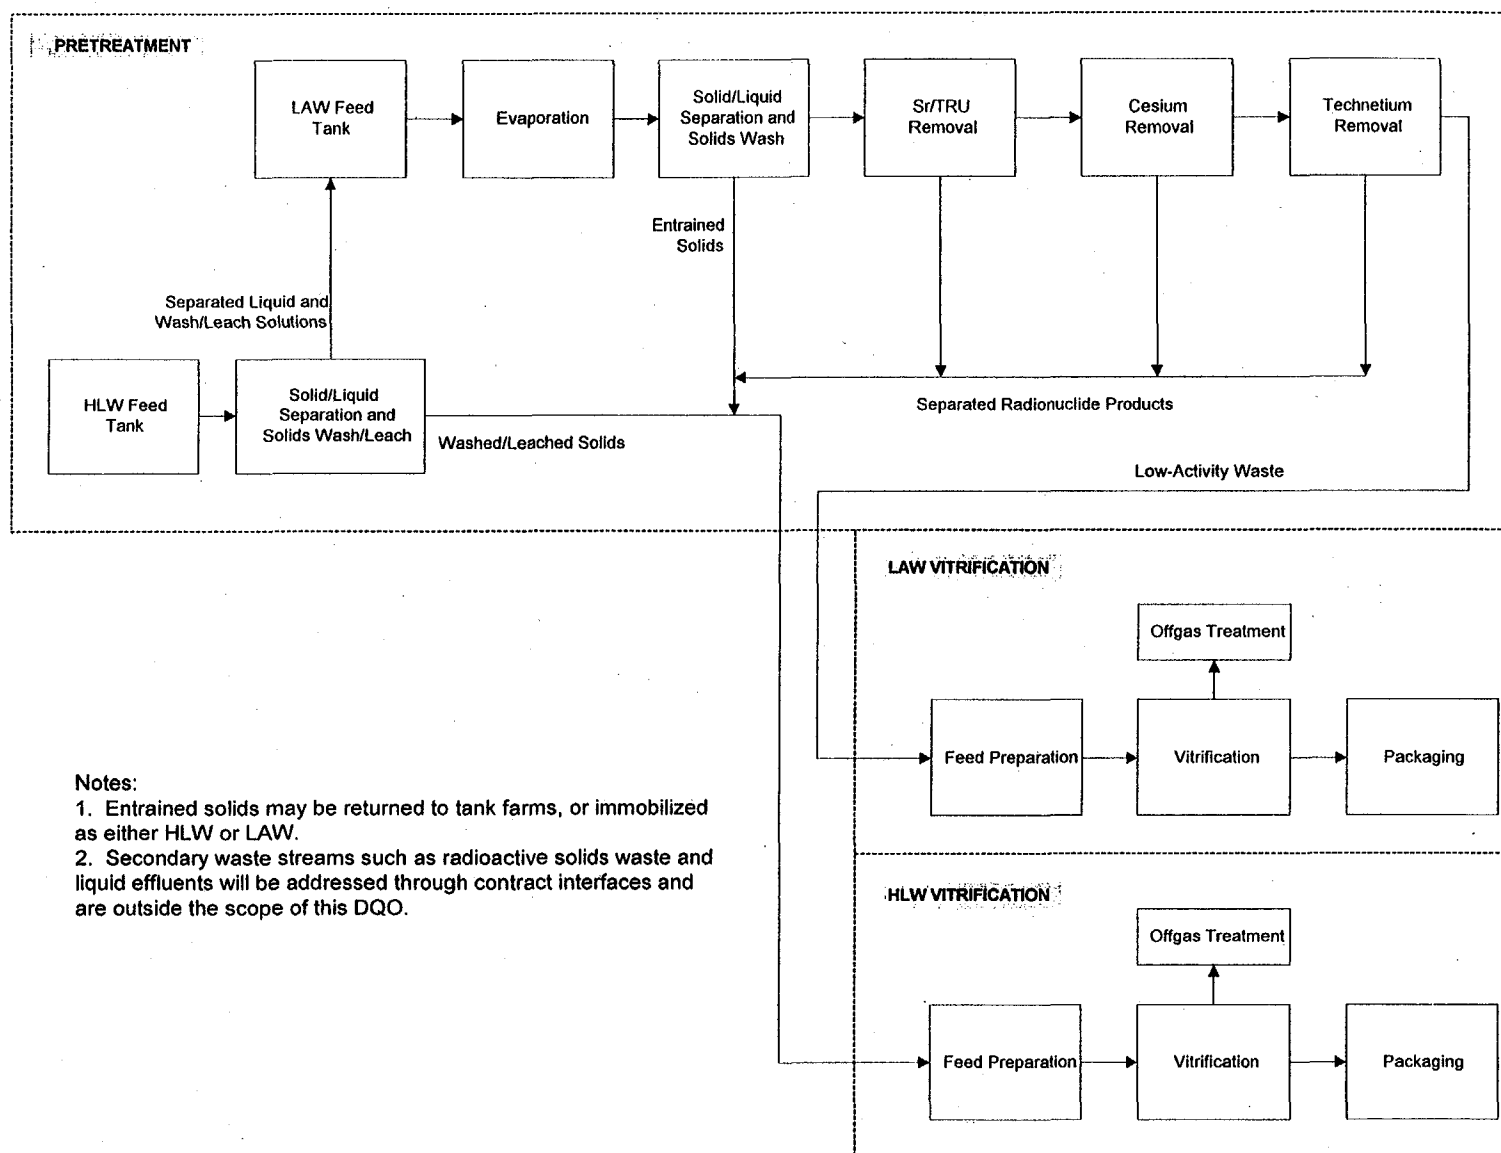 PRETREATMENT
LAW Feed
Tank
Evaporation
Solid/Liquid
Separation and
Solids Wash
Sr/TRU
Removal
Cesium
Removal
Technetium
Removal
Entrained
Solids
Separated Liquid and
Wash/Leach Solutions
HLW Feed
Tank
Solid/Liquid
Separation and
Solids Wash/Leach
Washed/Leached Solids
Separated Radionuclide Products
Low-Activity Waste
LAW VITRIFICATION
Offgas Treatment
Feed Preparation
Vitrification
Packaging
Notes:
1. Entrained solids may be returned to tank farms, or immobilized
as either HLW or LAW.
2. Secondary waste streams such as radioactive solids waste and
liquid effluents will be addressed through contract interfaces and
are outside the scope of this DQO.
HLW VITRIFICATION
Offgas Treatment
Feed Preparation
Vitrification
Packaging